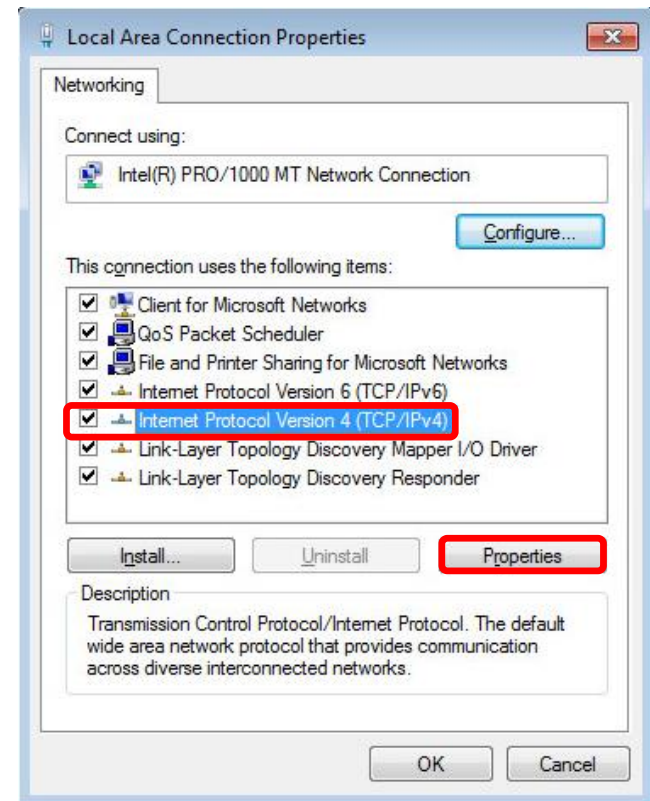 Local Area Connection Properties
Networking
Connect using:
Intel(R) PRO/1000 MT Network Connection
Configure...
This connection uses the following items:
Client for Microsoft Networks
QoS Packet Scheduler
File and Printer Sharing for Microsoft Networks
Internet Protocol Version 6 (TCP/IPv6)
Internet Protocol Version 4 (TCP/IPv4)
Link-Layer Topology Discovery Mapper I/O Driver
Link-Layer Topology Discovery Responder
Install... Uninstall Properties
Description
Transmission Control Protocol/Internet Protocol. The default
wide area network protocol that provides communication
across diverse interconnected networks.
OK Cancel